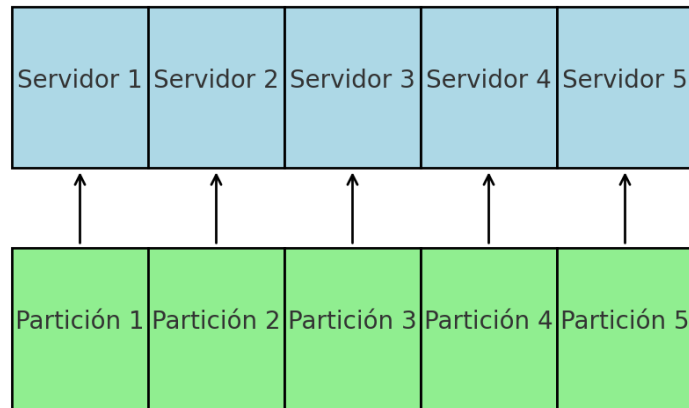 Servidor 1 Servidor 2 Servidor 3 Servidor 4 Servidor 5
Partición 1 Partición 2 Partición 3 Partición 4 Partición 5